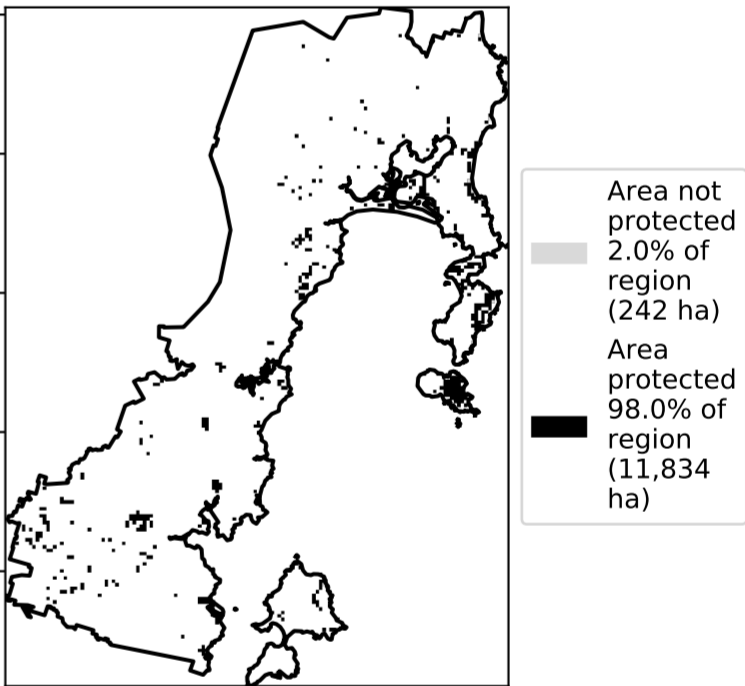 Area not
protected
2.0% of
region
(242 ha)
Area
protected
98.0% of
region
(11,834
ha)